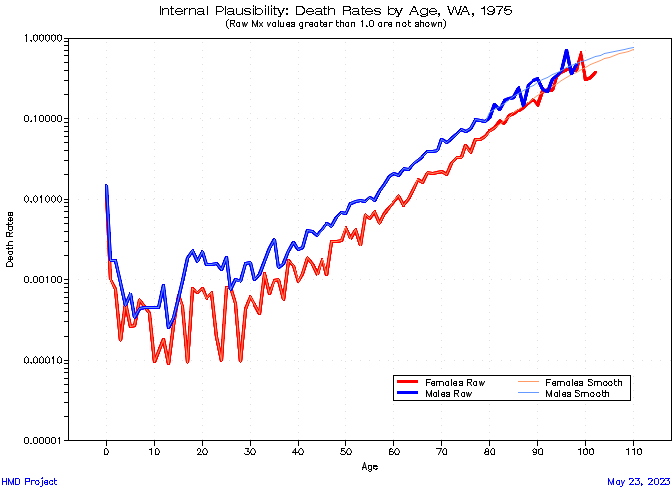 Internal Plausibility: Death Rates by Age, WA, 1975
(Raw Mx values greater than 1.0 are not shown)
1.00000
0.10000
0.01000
0.00100
0.00010
0.00001
Death Rates
Females Raw
Females Smooth
Males Raw
Males Smooth
0 10 20 30 40 50 60 70 80 90 100 110
Age
HMD Project
May 23, 2023